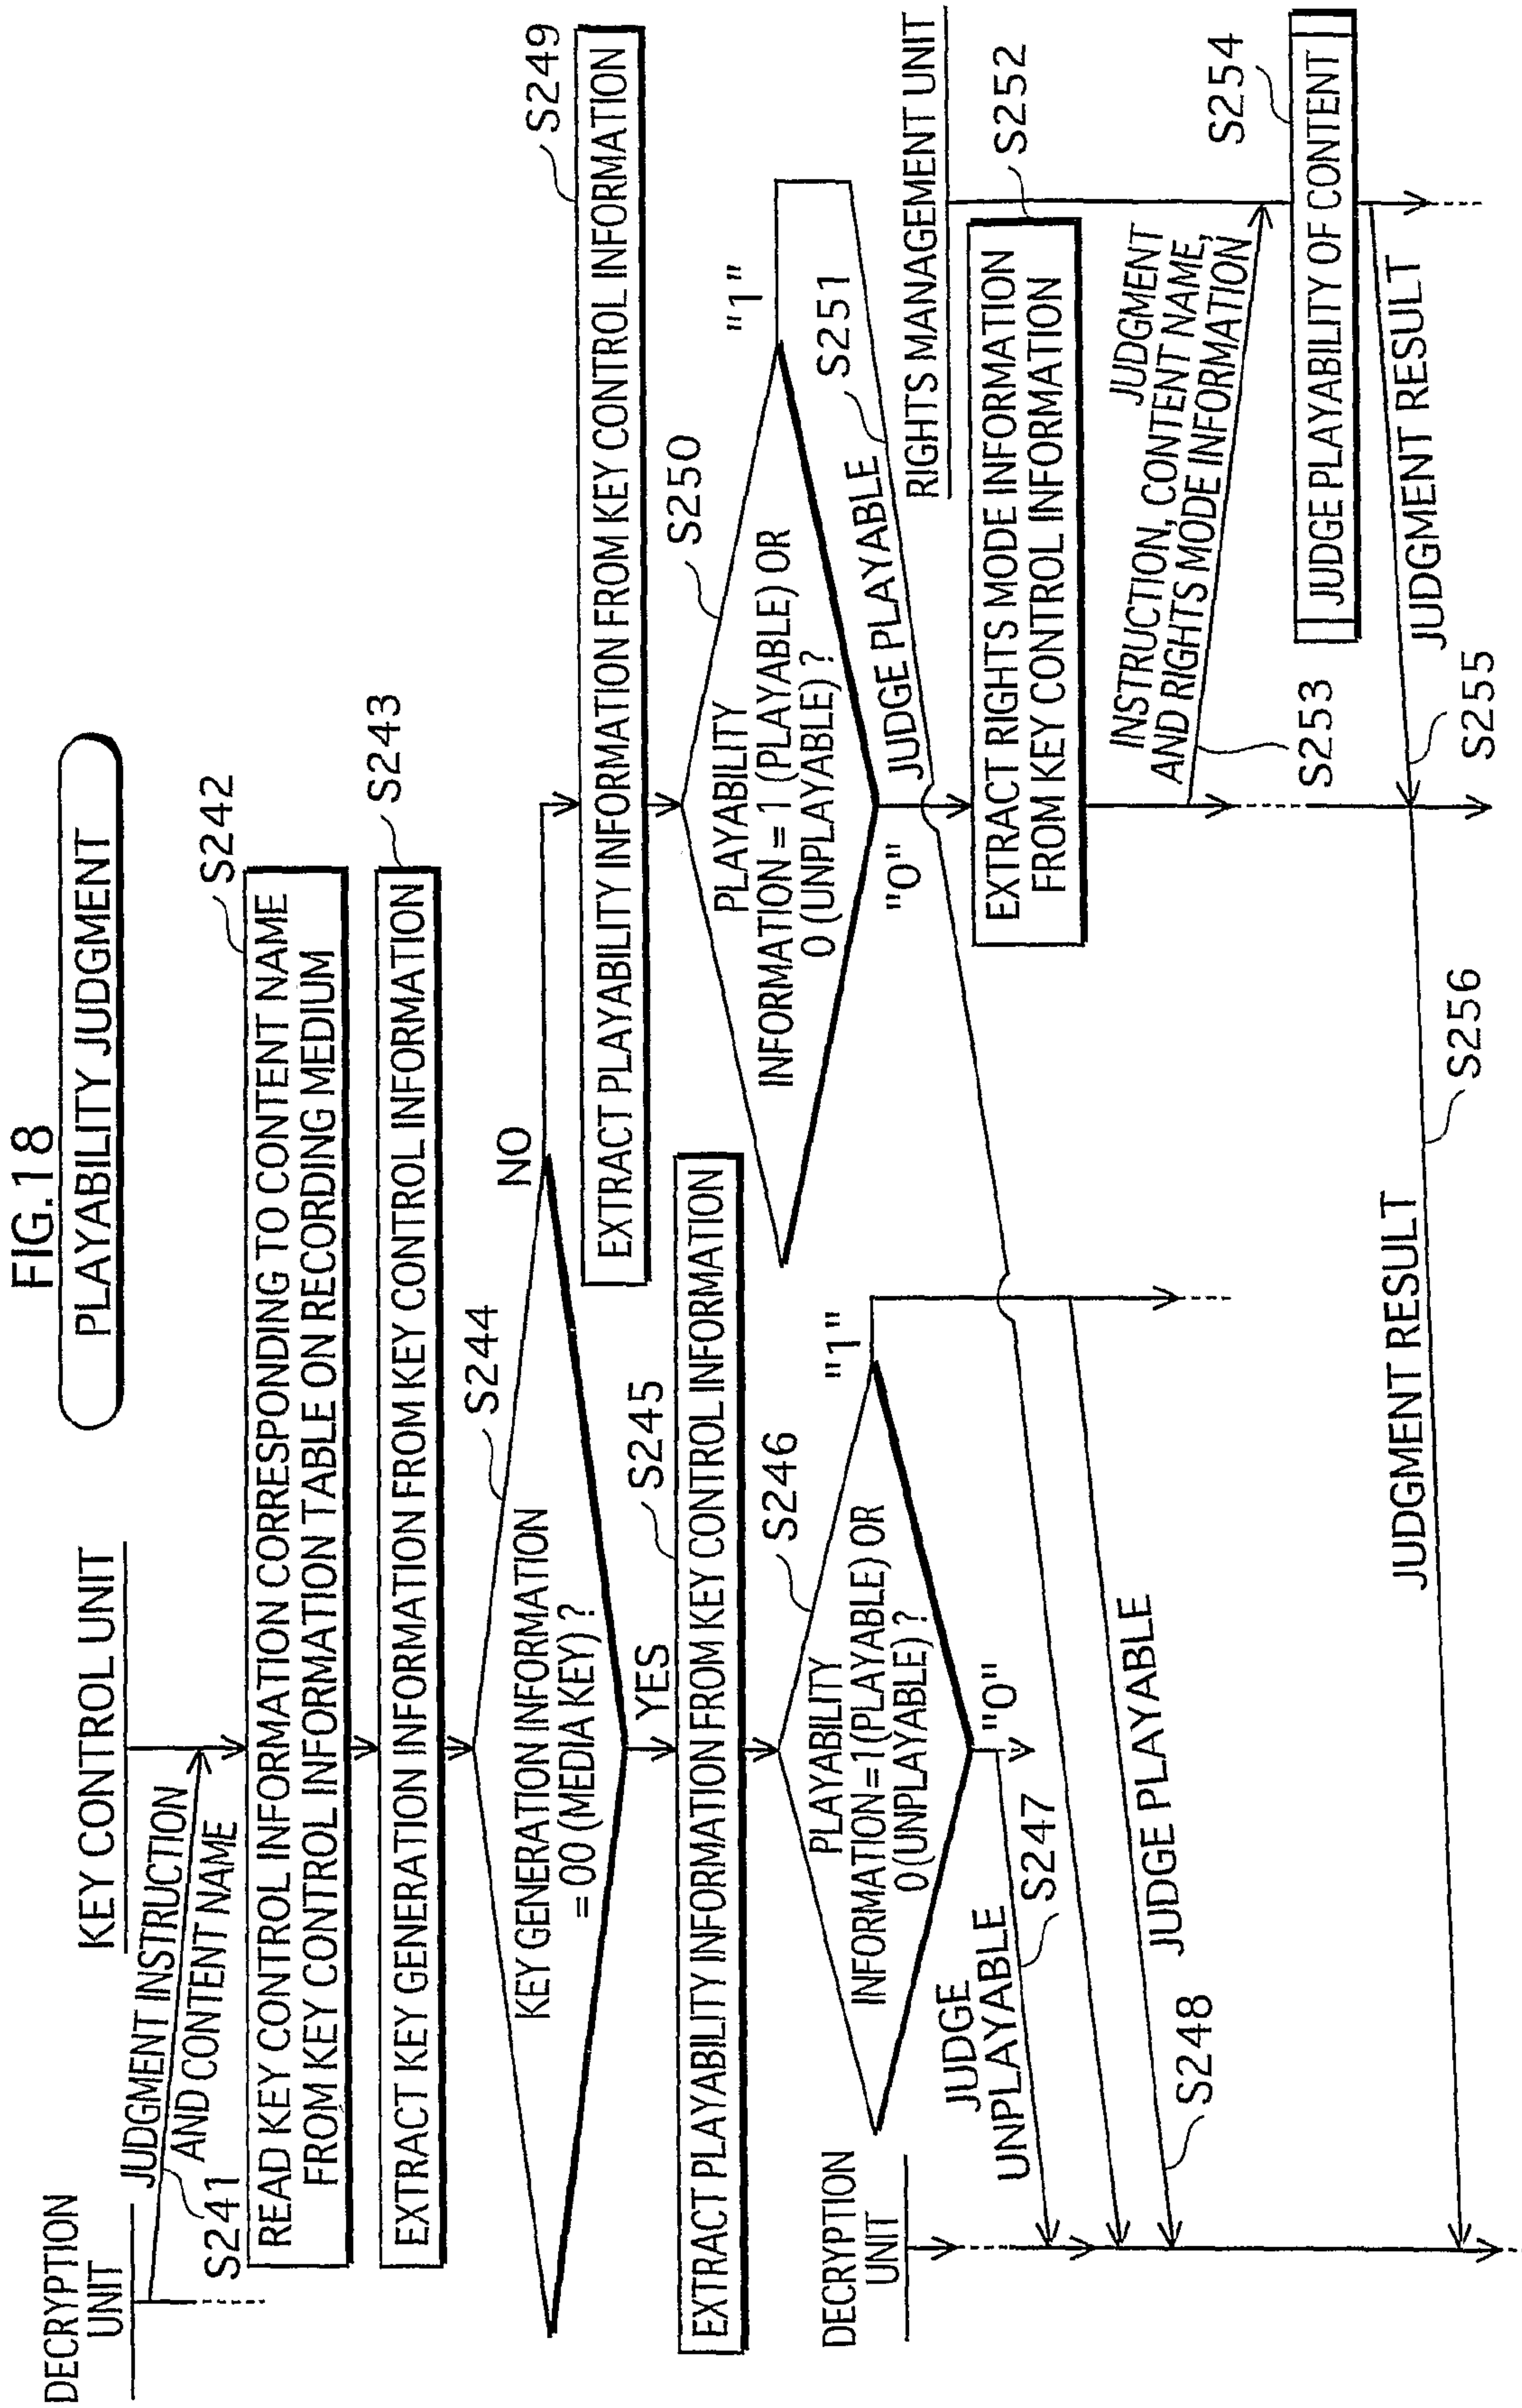 FIG.18
PLAYABILITY JUDGMENT
DECRYPTION
UNIT
KEY CONTROL UNIT
JUDGMENT INSTRUCTION
AND CONTENT NAME
S241
S242
READ KEY CONTROL INFORMATION CORRESPONDING TO CONTENT NAME
FROM KEY CONTROL INFORMATION TABLE ON RECORDING MEDIUM
S243
EXTRACT KEY GENERATION INFORMATION FROM KEY CONTROL INFORMATION
S244
KEY GENERATION INFORMATION
= 00 (MEDIA KEY) ?
NO
YES
S245
EXTRACT PLAYABILITY INFORMATION FROM KEY CONTROL INFORMATION
S246
PLAYABILITY
INFORMATION = 1 (PLAYABLE) OR
0 (UNPLAYABLE) ?
"1"
"0"
DECRYPTION
UNIT
JUDGE
UNPLAYABLE
S247
JUDGE PLAYABLE
S248
S249
EXTRACT PLAYABILITY INFORMATION FROM KEY CONTROL INFORMATION
S250
PLAYABILITY
INFORMATION = 1 (PLAYABLE) OR
0 (UNPLAYABLE) ?
"1"
"0"
JUDGE PLAYABLE
S251
RIGHTS MANAGEMENT UNIT
S252
EXTRACT RIGHTS MODE INFORMATION
FROM KEY CONTROL INFORMATION
JUDGMENT
INSTRUCTION, CONTENT NAME,
AND RIGHTS MODE INFORMATION
S253
S254
JUDGE PLAYABILITY OF CONTENT
JUDGMENT RESULT
S255
JUDGMENT RESULT
S256